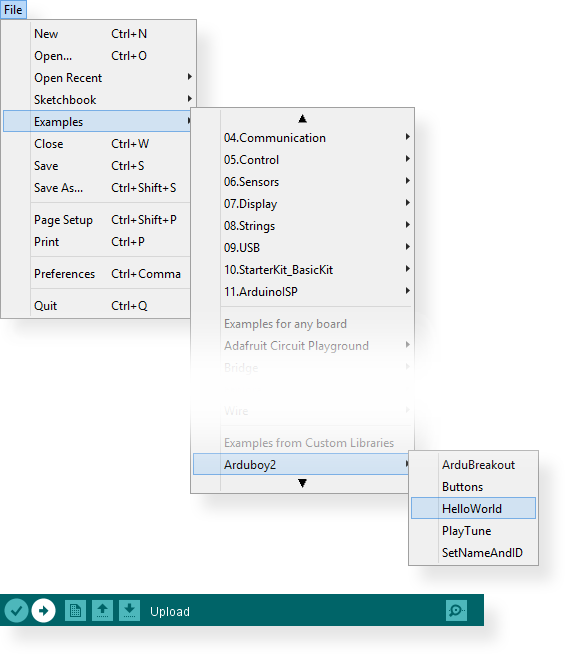 File
New Ctrl+N
Open... Ctrl+O
Open Recent
Sketchbook
Examples
Close Ctrl+W
Save Ctrl+S
Save As... Ctrl+Shift+S
Page Setup Ctrl+Shift+P
Print Ctrl+P
Preferences Ctrl+Comma
Quit Ctrl+Q
04.Communication
05.Control
06.Sensors
07.Display
08.Strings
09.USB
10.StarterKit_BasicKit
11.ArduinoISP
Examples for any board
Adafruit Circuit Playground
Bridge
Wire
Examples from Custom Libraries
Arduboy2
ArduBreakout
Buttons
HelloWorld
PlayTune
SetNameAndID
Upload